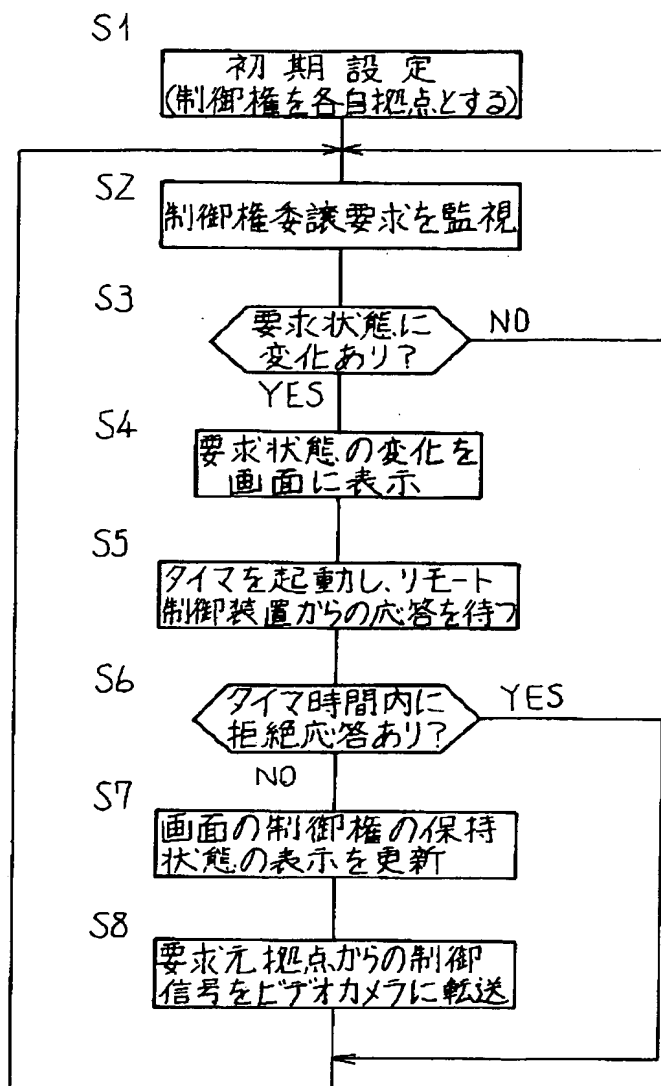 S1
初期設定
(制御権を各自拠点とする)
S2
制御権委譲要求を監視
S3
要求状態に
変化あり?
NO
YES
S4
要求状態の変化を
画面に表示
S5
タイマを起動し、リモート
制御装置からの応答を待つ
S6
タイマ時間内に
拒絶応答あり?
YES
NO
S7
画面の制御権の保持
状態の表示を更新
S8
要求元拠点からの制御
信号をビデオカメラに転送